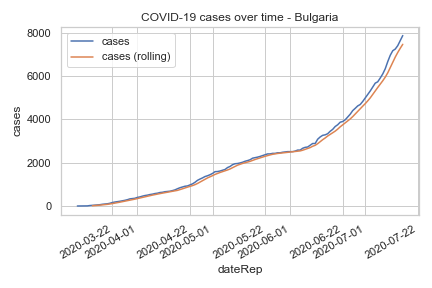 COVID-19 cases over time - Bulgaria
cases
cases (rolling)
8000
6000
4000
2000
0
cases
2020-03-22
2020-04-01
2020-04-22
2020-05-01
2020-05-22
2020-06-01
2020-06-22
2020-07-01
2020-07-22
dateRep